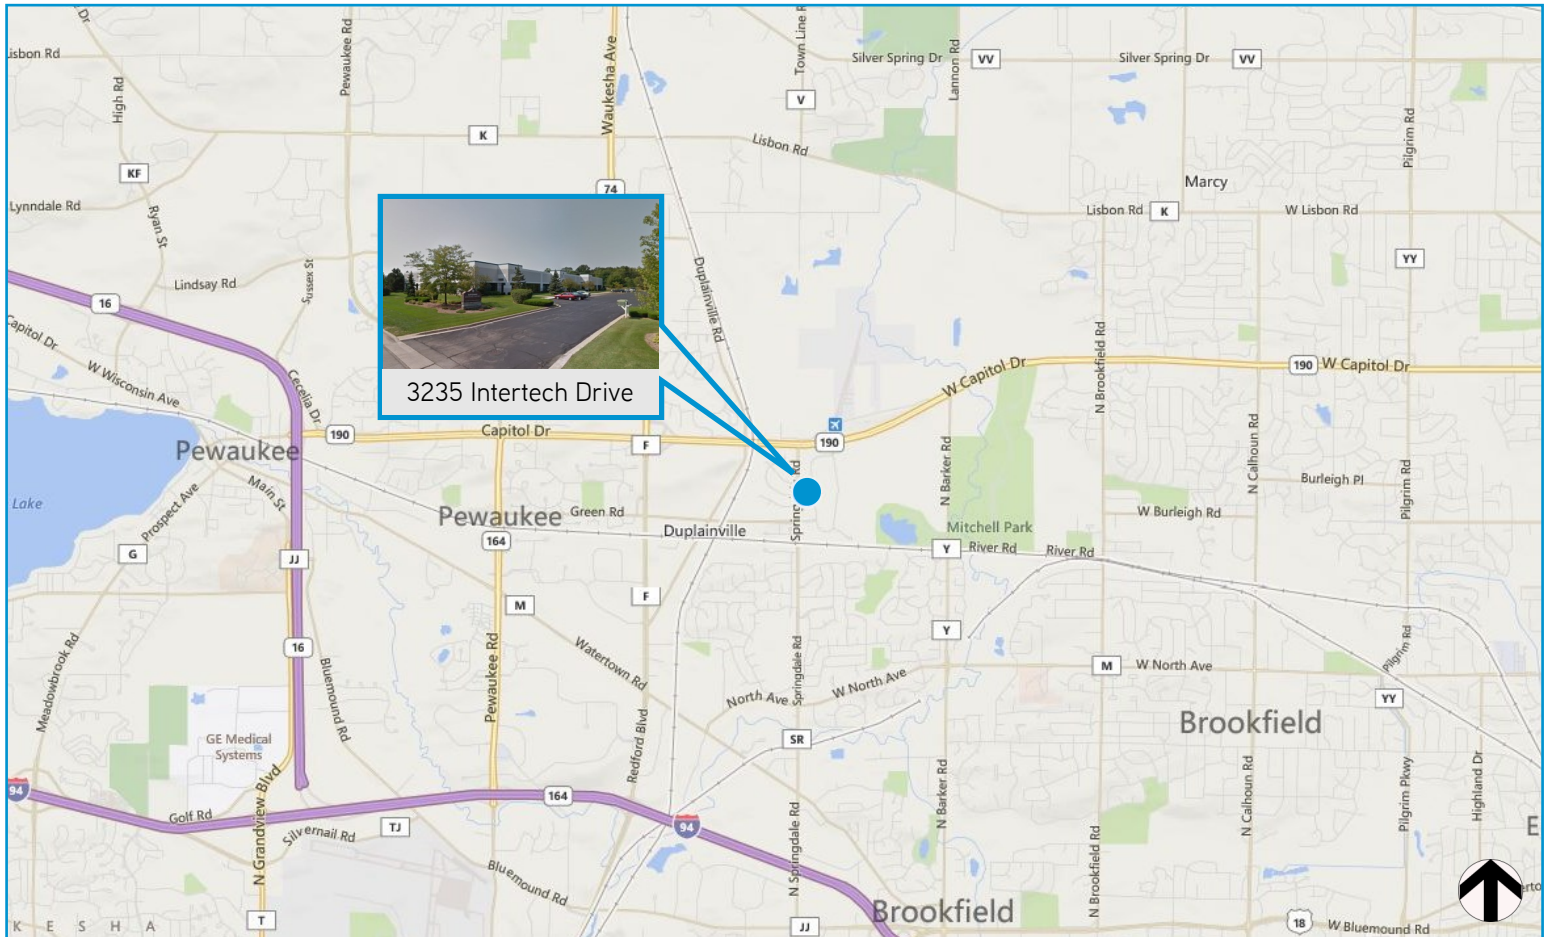 Dr
Lisbon Rd
Pewaukee Rd
Waukesha Ave
Town Line R
Silver Spring Dr
Lannon Rd
VV
Silver Spring Dr
VV
High Rd
V
K
Lisbon Rd
Pilgrim Rd
KF
74
Marcy
Lynndale Rd
Ryan St
Lisbon Rd
K
W Lisbon Rd
YY
Lindsay Rd
Sussex St
16
Duplainville Rd
Capitol Dr
W Wisconsin Ave
Cecelia Dr
N Brookfield Rd
190
W Capitol Dr
W Capitol Dr
3235 Intertech Drive
190
Capitol Dr
F
190
Pewaukee
Main St
N Barker Rd
N Calhoun Rd
Burleigh Pl
Pilgrim Rd
Lake
Prospect Ave
Pewaukee
Green Rd
Spring
Rd
W Burleigh Rd
164
Duplainville
Mitchell Park
G
JJ
Y
River Rd
River Rd
M
F
Y
16
Meadowbrook Rd
Bluemound Rd
Pewaukee Rd
Watertown Rd
Springdale Rd
M
W North Ave
Pilgrim Rd
North Ave
W North Ave
YY
GE Medical
Systems
Redford Blvd
SR
Brookfield
94
N Grandview Blvd
164
N Barker Rd
N Calhoun Rd
Pilgrim Pkwy
Highland Dr
Golf Rd
Silvernail Rd
TJ
94
N Springdale Rd
N Brookfield Rd
E
Bluemound Rd
Brookfield
KESHA
T
JJ
18
W Bluemound Rd